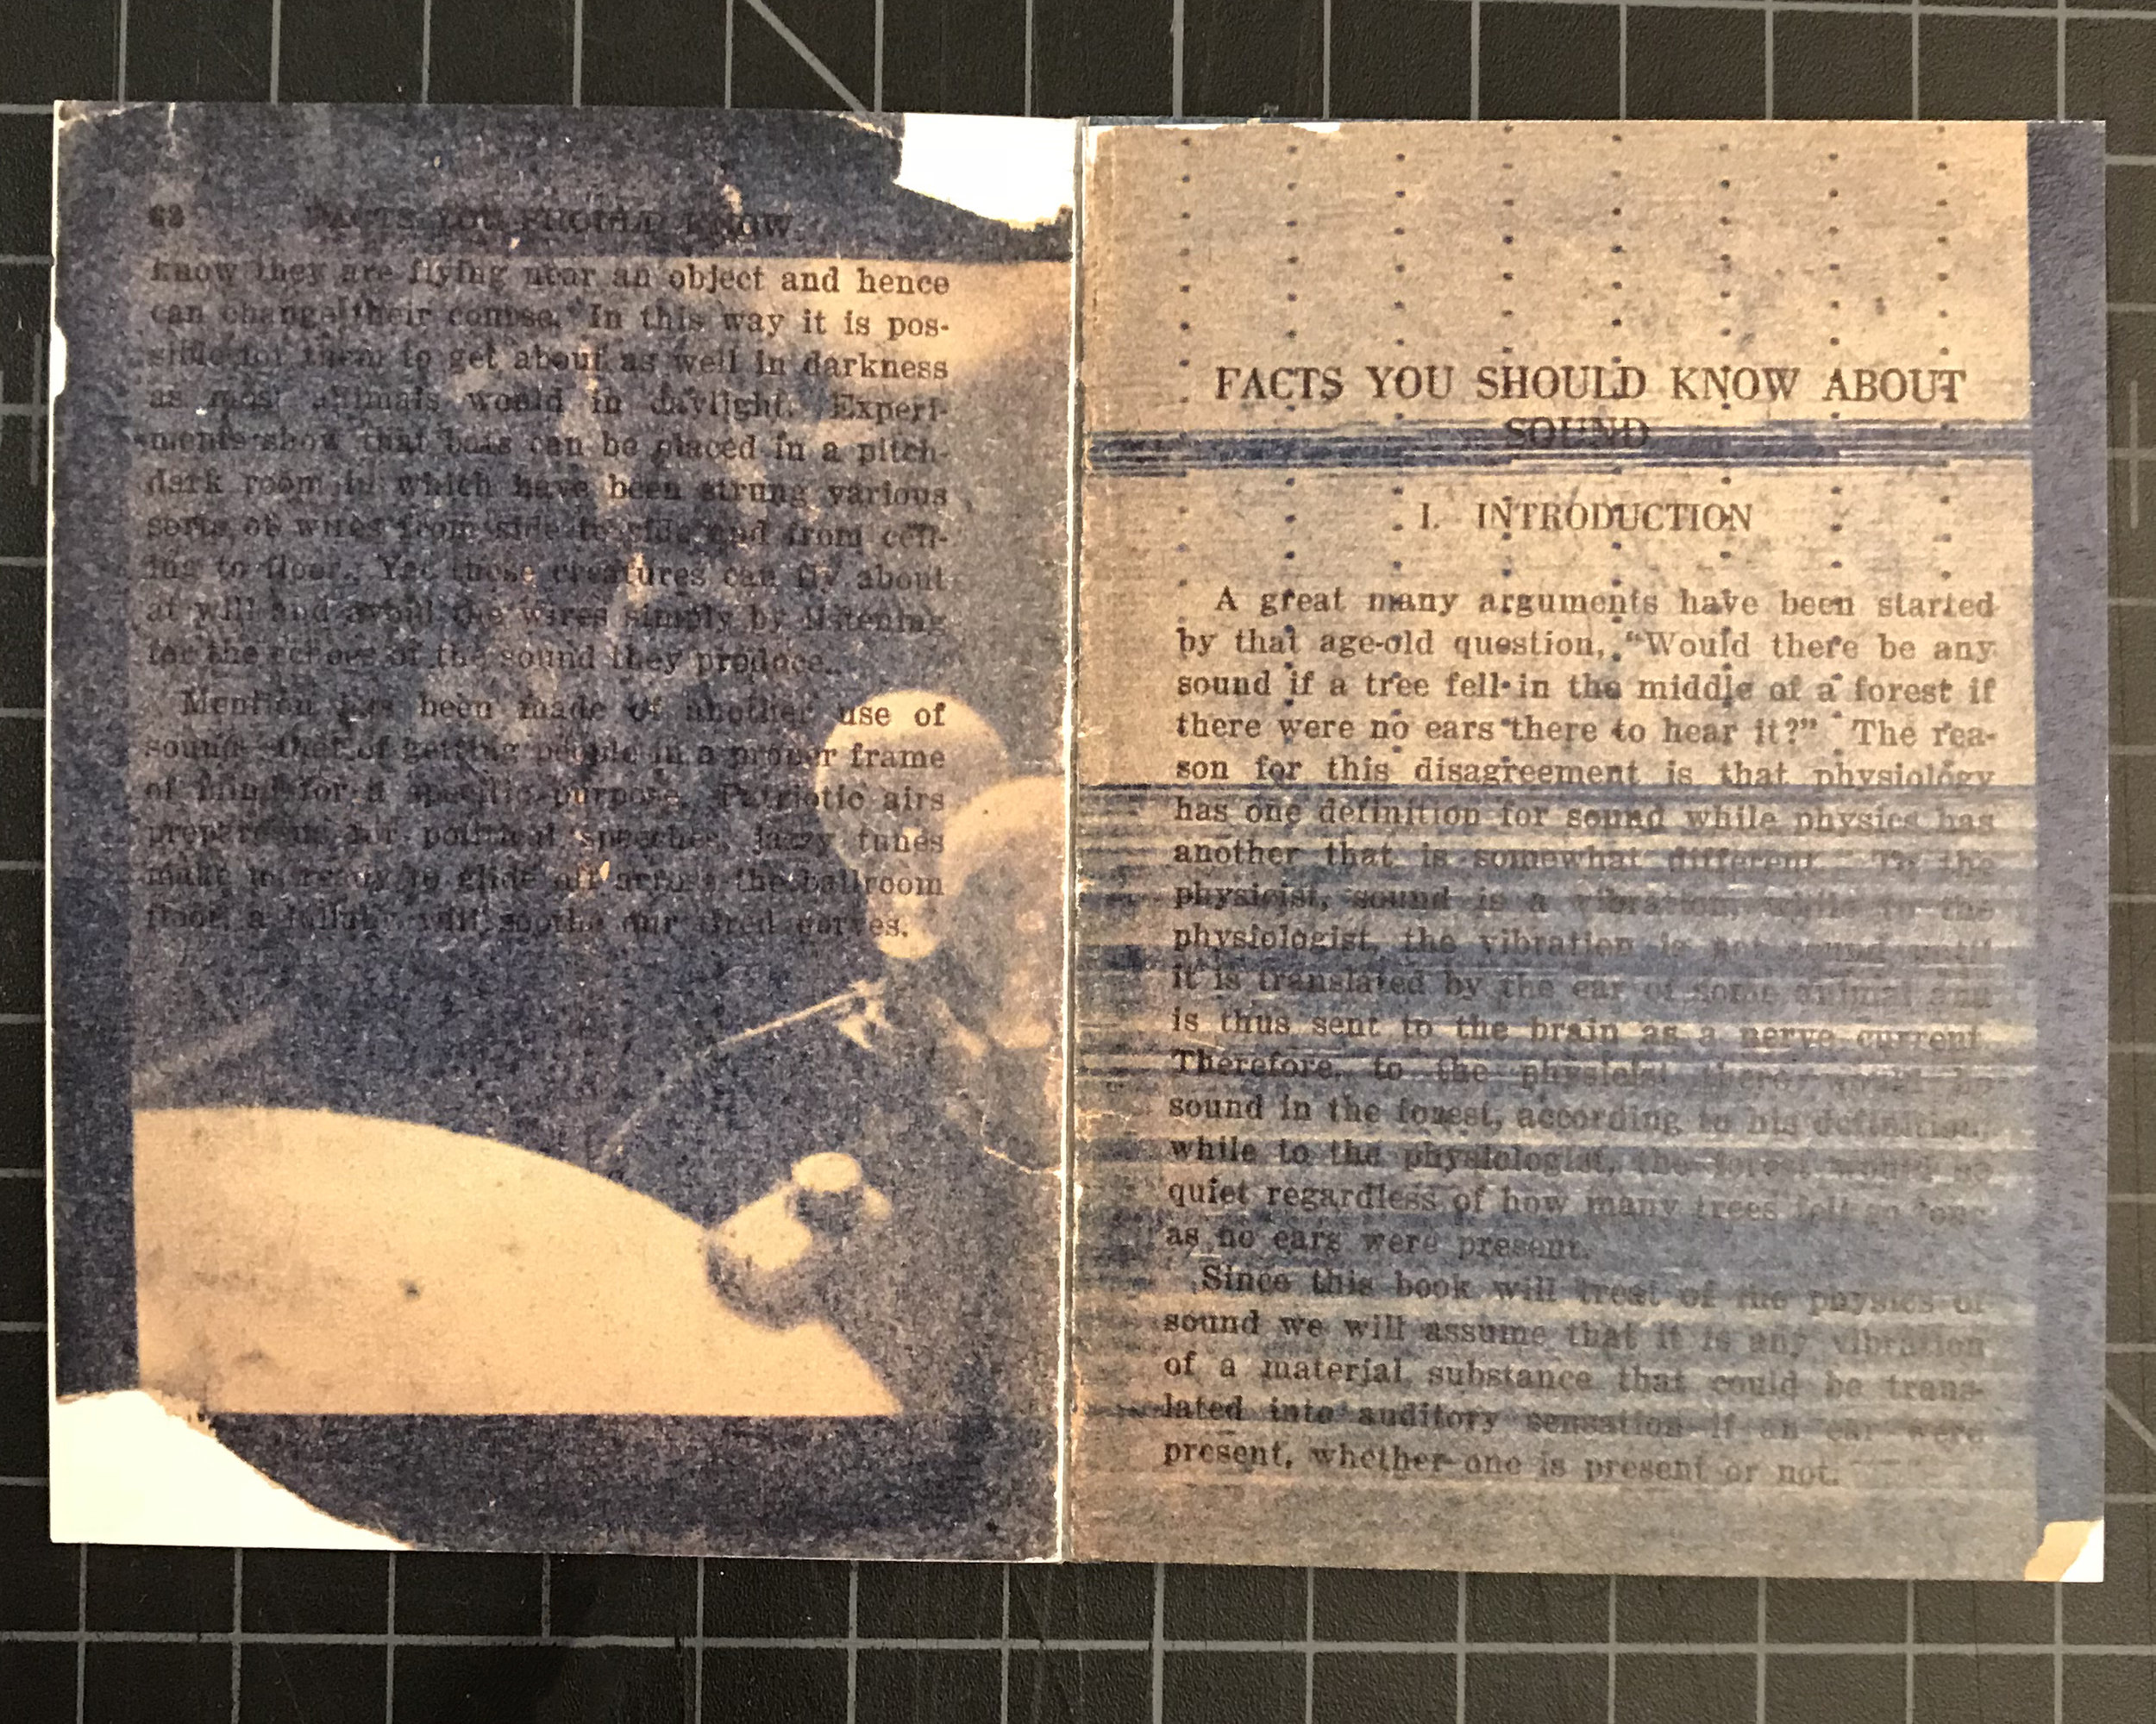 62 FACTS YOU SHOULD KNOW
know they are flying near an object and hence
can change their course. In this way it is pos-
sible for them to get about as well in darkness
as most animals would in daylight. Experi-
ments show that bats can be placed in a pitch-
dark room in which have been strung various
sorts of wires from side to side and from ceil-
ing to floor. Yet these creatures can fly about
at will and avoid the wires simply by listening
for the echoes of the sound they produce.
Mention has been made of another use of
sound—that of getting people in a proper frame
of mind for a specific purpose. Patriotic airs
prepare us for political speeches, jazzy tunes
make us ready to glide off across the ballroom
floor, a lullaby will soothe our tired nerves.
FACTS YOU SHOULD KNOW ABOUT
SOUND
I. INTRODUCTION
A great many arguments have been started
by that age-old question, "Would there be any
sound if a tree fell in the middle of a forest if
there were no ears there to hear it?" The rea-
son for this disagreement is that physiology
has one definition for sound while physics has
another that is somewhat different. To the
physicist, sound is a vibration, while to the
physiologist, the vibration is not sound until
it is translated by the ear of some animal and
is thus sent to the brain as a nerve current.
Therefore, to the physicist there would be
sound in the forest, according to his definition,
while to the physiologist, the forest would be
quiet regardless of how many trees fell so long
as no ears were present.
Since this book will treat of the physics of
sound we will assume that it is any vibration
of a material substance that could be trans-
lated into auditory sensation if an ear were
present, whether one is present or not.